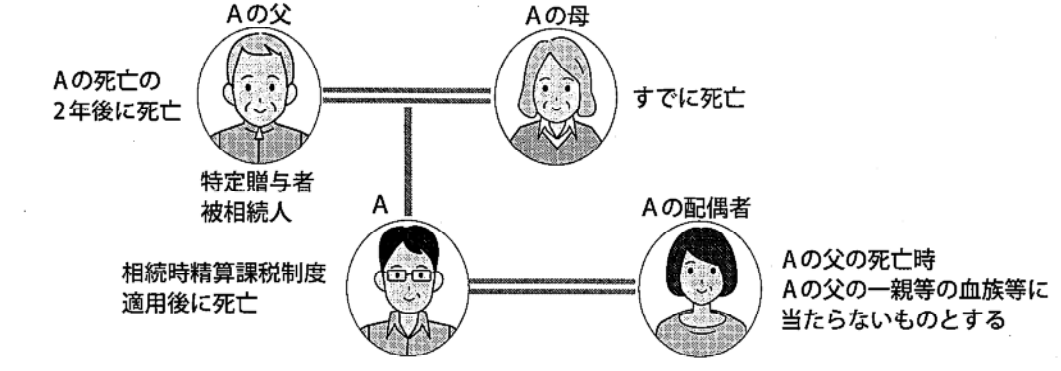 Aの父
Aの母
Aの死亡の
2年後に死亡
すでに死亡
特定贈与者
被相続人
A
Aの配偶者
相続時精算課税制度
適用後に死亡
Aの父の死亡時
Aの父の一親等の血族等に
当たらないものとする